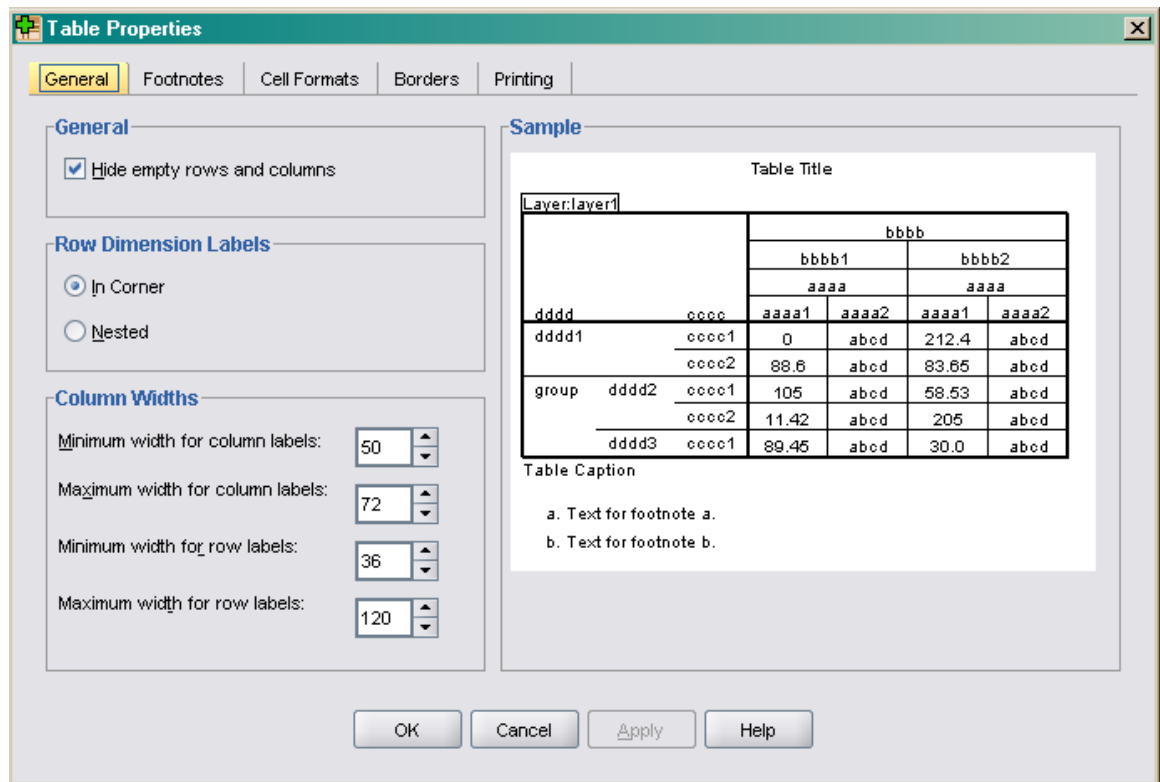 Table Properties
General Footnotes Cell Formats Borders Printing
General
Hide empty rows and columns
Row Dimension Labels
In Corner
Nested
Column Widths
Minimum width for column labels: 50
Maximum width for column labels: 72
Minimum width for row labels: 36
Maximum width for row labels: 120
Sample
Table Title
Layer:layer1
bbbb
bbbb1 bbbb2
aaaa aaaa
dddd cccc aaaa1 aaaa2 aaaa1 aaaa2
dddd1 cccc1 0 abcd 212.4 abcd
cccc2 88.6 abcd 83.65 abcd
group dddd2 cccc1 105 abcd 58.53 abcd
cccc2 11.42 abcd 205 abcd
dddd3 cccc1 89.45 abcd 30.0 abcd
Table Caption
a. Text for footnote a.
b. Text for footnote b.
OK Cancel Apply Help